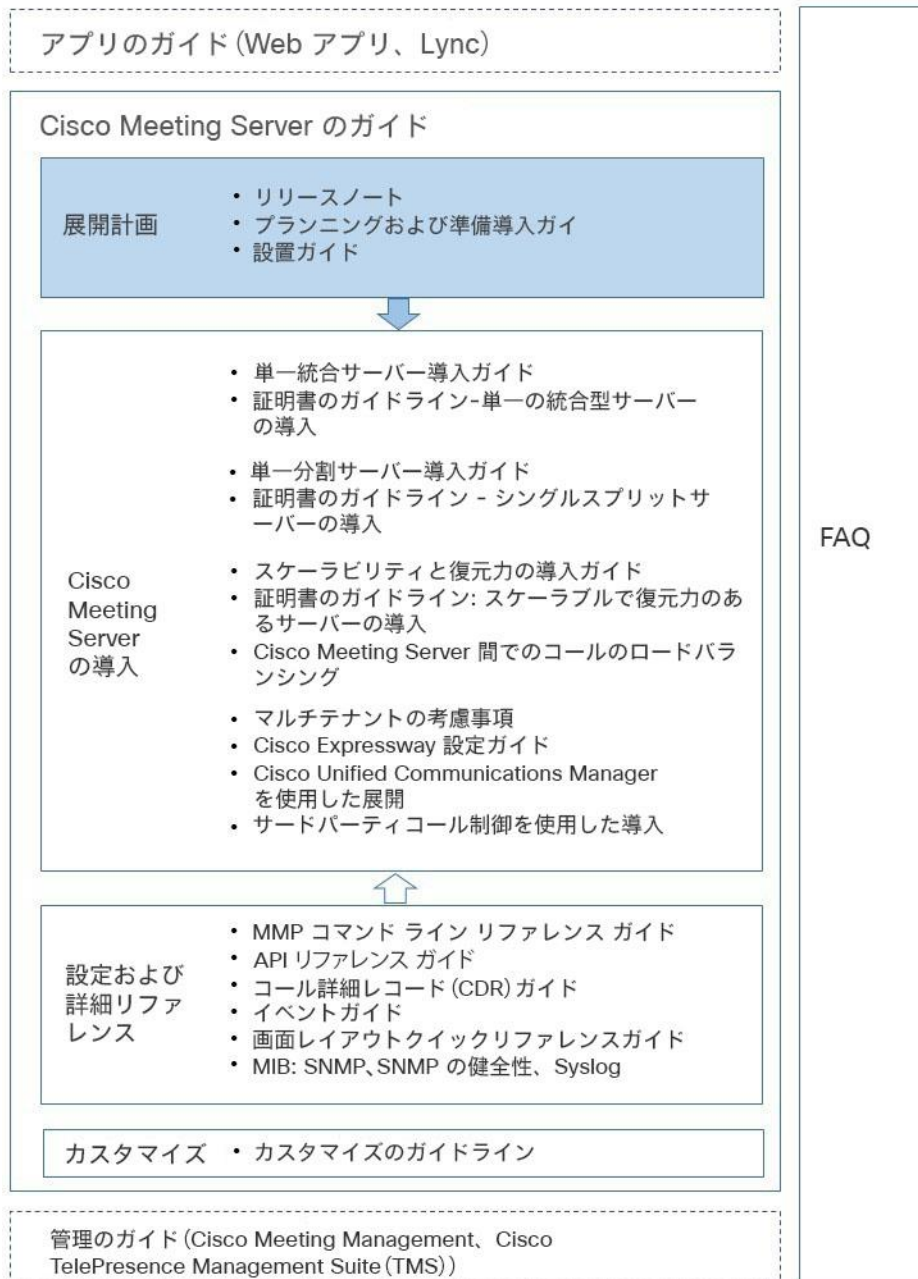 アプリのガイド(Web アプリ、Lync)
Cisco Meeting Server のガイド
展開計画
• リリースノート
• プランニングおよび準備導入ガイ
• 設置ガイド
Cisco
Meeting
Server
の導入
• 単一統合サーバー導入ガイド
• 証明書のガイドライン-単一の統合型サーバー
の導入
• 単一分割サーバー導入ガイド
• 証明書のガイドライン - シングルスプリットサ
ーバーの導入
• スケーラビリティと復元力の導入ガイド
• 証明書のガイドライン: スケーラブルで復元力のあ
るサーバーの導入
• Cisco Meeting Server 間でのコールのロードバラ
ンシング
• マルチテナントの考慮事項
• Cisco Expressway 設定ガイド
• Cisco Unified Communications Manager
を使用した展開
• サードパーティコール制御を使用した導入
設定および
詳細リファ
レンス
• MMP コマンド ライン リファレンス ガイド
• API リファレンス ガイド
• コール詳細レコード(CDR)ガイド
• イベントガイド
• 画面レイアウトクイックリファレンスガイド
• MIB: SNMP、SNMP の健全性、Syslog
カスタマイズ
• カスタマイズのガイドライン
管理のガイド(Cisco Meeting Management、Cisco
TelePresence Management Suite(TMS))
FAQ